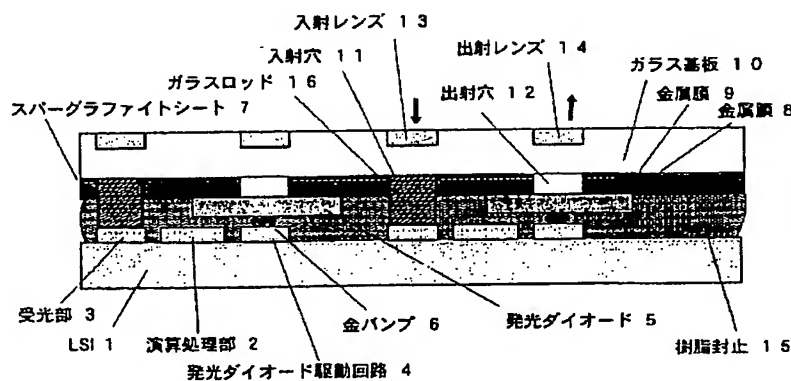 入射レンズ 13
入射穴 11
出射レンズ 14
ガラスロッド 16
出射穴 12
ガラス基板 10
スパーグラファイトシート 7
金属膜 9
金属膜 8
受光部 3
LSI 1
演算処理部 2
発光ダイオード駆動回路 4
金バンプ 6
発光ダイオード 5
樹脂封止 15